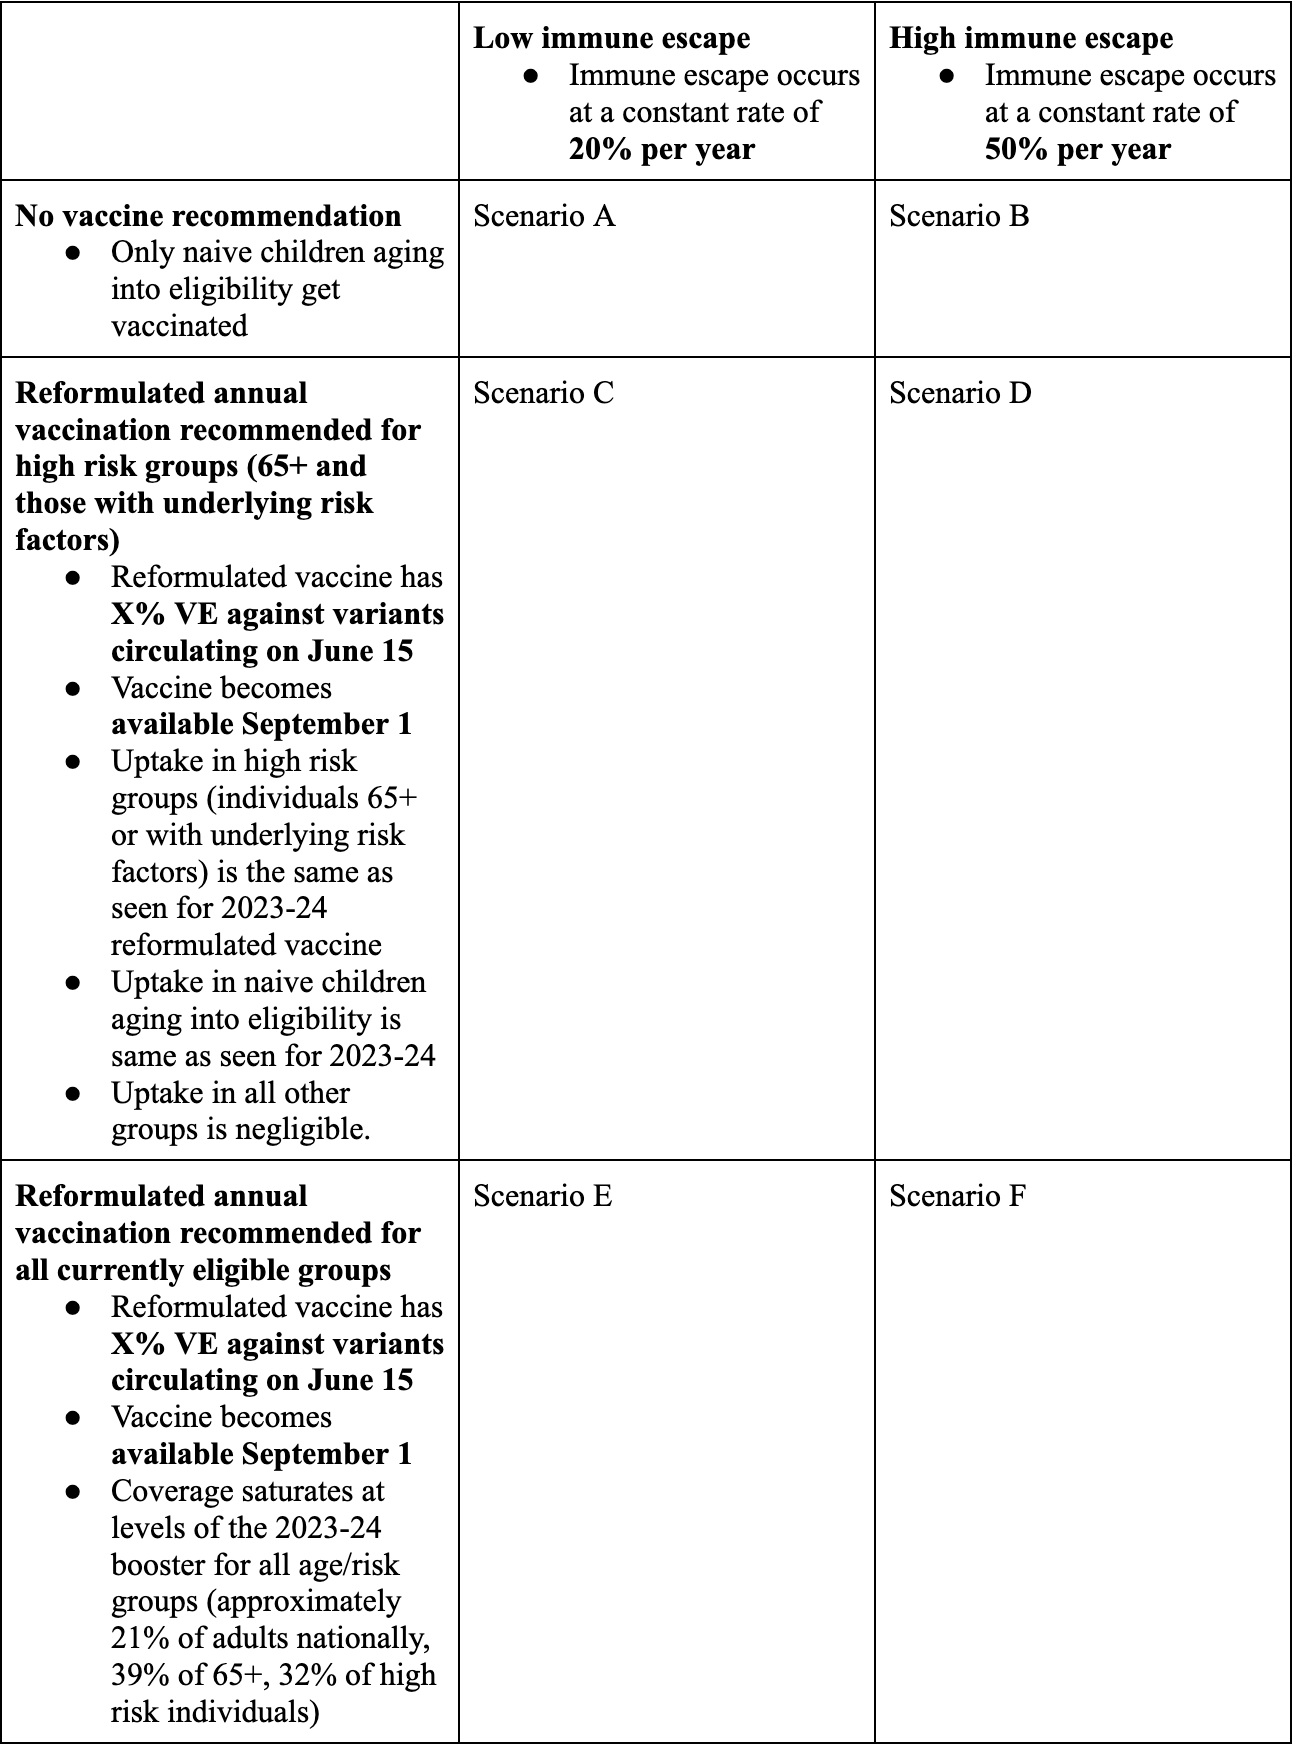 Low immune escape
● Immune escape occurs
at a constant rate of
20% per year
High immune escape
● Immune escape occurs
at a constant rate of
50% per year
No vaccine recommendation
● Only naive children aging
into eligibility get
vaccinated
Scenario A
Scenario B
Reformulated annual
vaccination recommended for
high risk groups (65+ and
those with underlying risk
factors)
● Reformulated vaccine has
X% VE against variants
circulating on June 15
● Vaccine becomes
available September 1
● Uptake in high risk
groups (individuals 65+
or with underlying risk
factors) is the same as
seen for 2023-24
reformulated vaccine
● Uptake in naive children
aging into eligibility is
same as seen for 2023-24
● Uptake in all other
groups is negligible.
Scenario C
Scenario D
Reformulated annual
vaccination recommended for
all currently eligible groups
● Reformulated vaccine has
X% VE against variants
circulating on June 15
● Vaccine becomes
available September 1
● Coverage saturates at
levels of the 2023-24
booster for all age/risk
groups (approximately
21% of adults nationally,
39% of 65+, 32% of high
risk individuals)
Scenario E
Scenario F